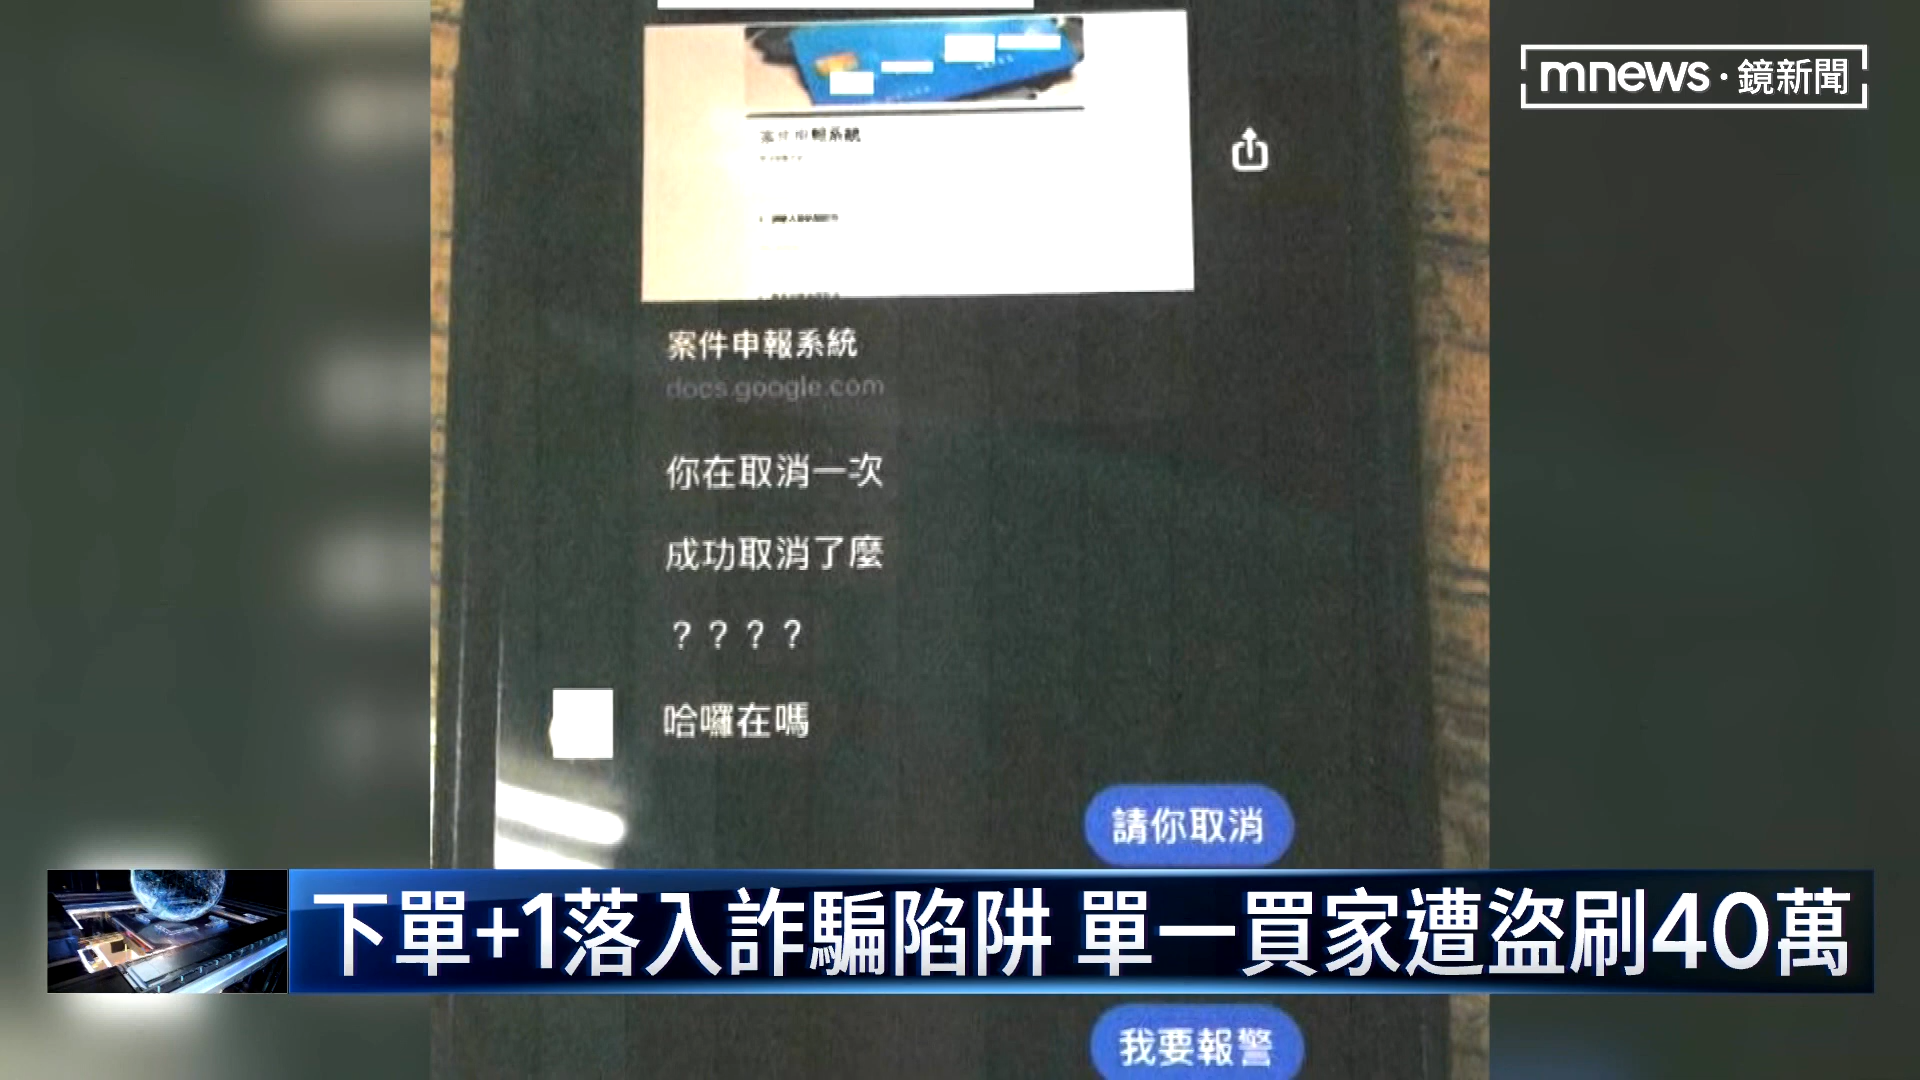 mnews·鏡新聞
案件申報系統
案件申報系統
docs.google.com
你在取消一次
成功取消了麼
？？？？
哈囉在嗎
請你取消
下單+1落入詐騙陷阱 單一買家遭盜刷40萬
我要報警